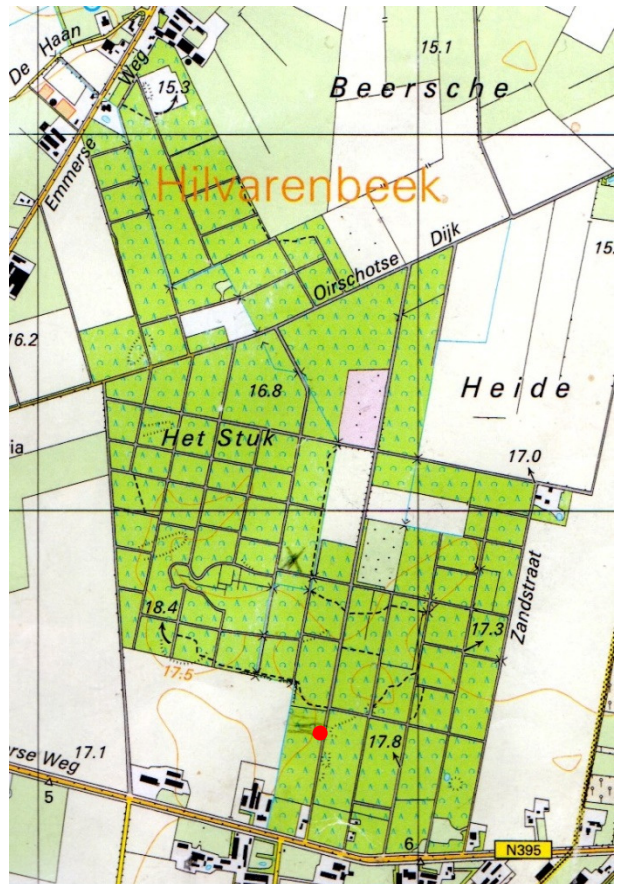 De Haan
Weg
15.1
15.3
Beersche
Emmerse
Hilvarenbeek
Dijk
Oirschotse
15.
16.2
16.8
Heide
Het Stuk
17.0
ia
Zandstraat
18.4
17.3
17.5
17.8
rse Weg
17.1
5
6
N395